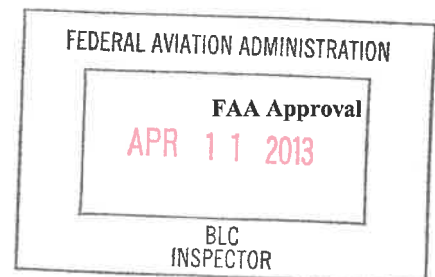 FEDERAL AVIATION ADMINISTRATION
FAA Approval
APR 11 2013
BLC
INSPECTOR